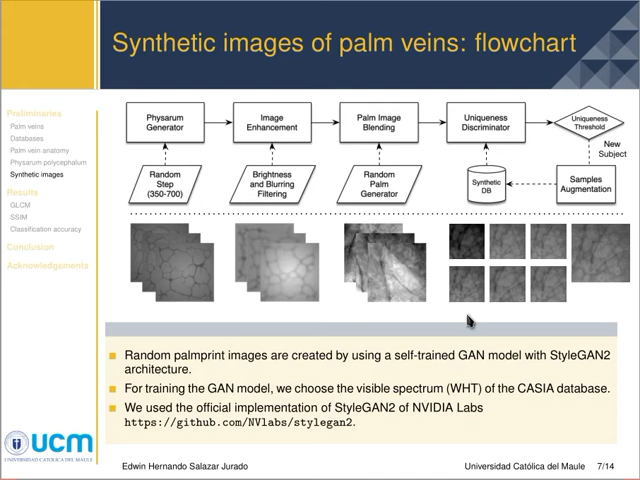 Synthetic images of palm veins: flowchart
Preliminaries
Palm veins
Databases
Palm vein anatomy
Physarum polycephalum
Synthetic images
Results
GLCM
SSIM
Classification accuracy
Conclusion
Acknowledgements
Physarum
Generator
Image
Enhancement
Palm Image
Blending
Uniqueness
Discriminator
Uniqueness
Threshold
New
Subject
Random
Step
(350-700)
Brightness
and Blurring
Filtering
Random
Palm
Generator
Synthetic
DB
Samples
Augmentation
Random palmprint images are created by using a self-trained GAN model with StyleGAN2
architecture.
For training the GAN model, we choose the visible spectrum (WHT) of the CASIA database.
We used the official implementation of StyleGAN2 of NVIDIA Labs
https://github.com/NVlabs/stylegan2.
ucm
UNIVERSIDAD CATÓLICA DEL MAULE
Edwin Hernando Salazar Jurado
Universidad Católica del Maule
7/14